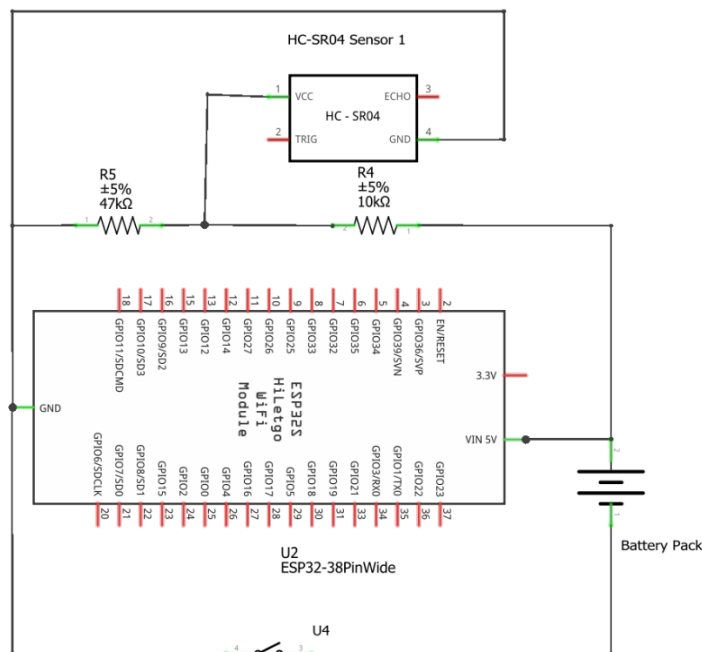 HC-SR04 Sensor 1
1
VCC
ECHO
3
HC - SR04
2
TRIG
GND
4
R5
±5%
47kΩ
R4
±5%
10kΩ
1
2
2
1
18
17
16
15
13
12
11
10
9
8
7
6
5
4
3
2
GPIO11/SDCMD
GPIO10/SD3
GPIO9/SD2
GPIO13
GPIO12
GPIO14
GPIO27
GPIO26
GPIO25
GPIO33
GPIO32
GPIO35
GPIO34
GPIO39/SVN
GPIO36/SVP
EN/RESET
3.3V
GND
ESP32S
HiLetgo
WiFi
Module
VIN 5V
2
GPIO6/SDCLK
GPIO7/SD0
GPIO8/SD1
GPIO15
GPIO2
GPIO0
GPIO4
GPIO16
GPIO17
GPIO5
GPIO18
GPIO19
GPIO21
GPIO3/RX0
GPIO1/TX0
GPIO22
GPIO23
20
21
22
23
24
25
26
27
28
29
30
31
33
34
35
36
37
1
Battery Pack
U2
ESP32-38PinWide
U4
4
3